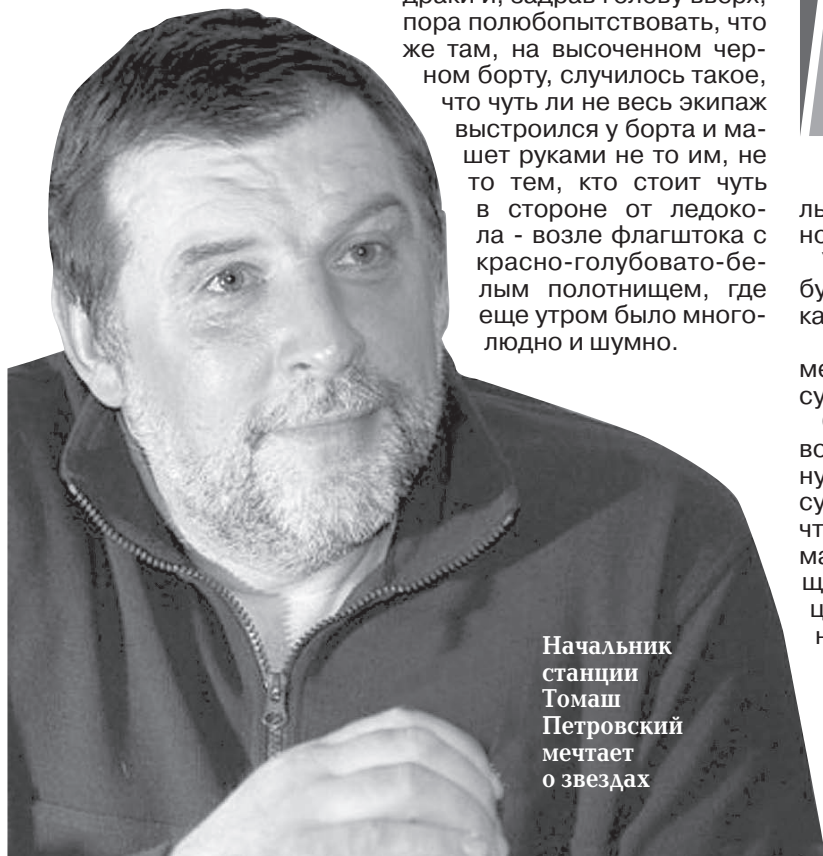 пора полюбопытствовать, что
же там, на высоченном чер-
ном борту, случилось такое,
что чуть ли не весь экипаж
выстроился у борта и ма-
шет руками не то им, не
то тем, кто стоит чуть
в стороне от ледоко-
ла - возле флагштока с
красно-голубовато-бе-
лым полотнищем, где
еще утром было много-
людно и шумно.
Начальник
станции
Томаш
Петровский
мечтает
о звездах